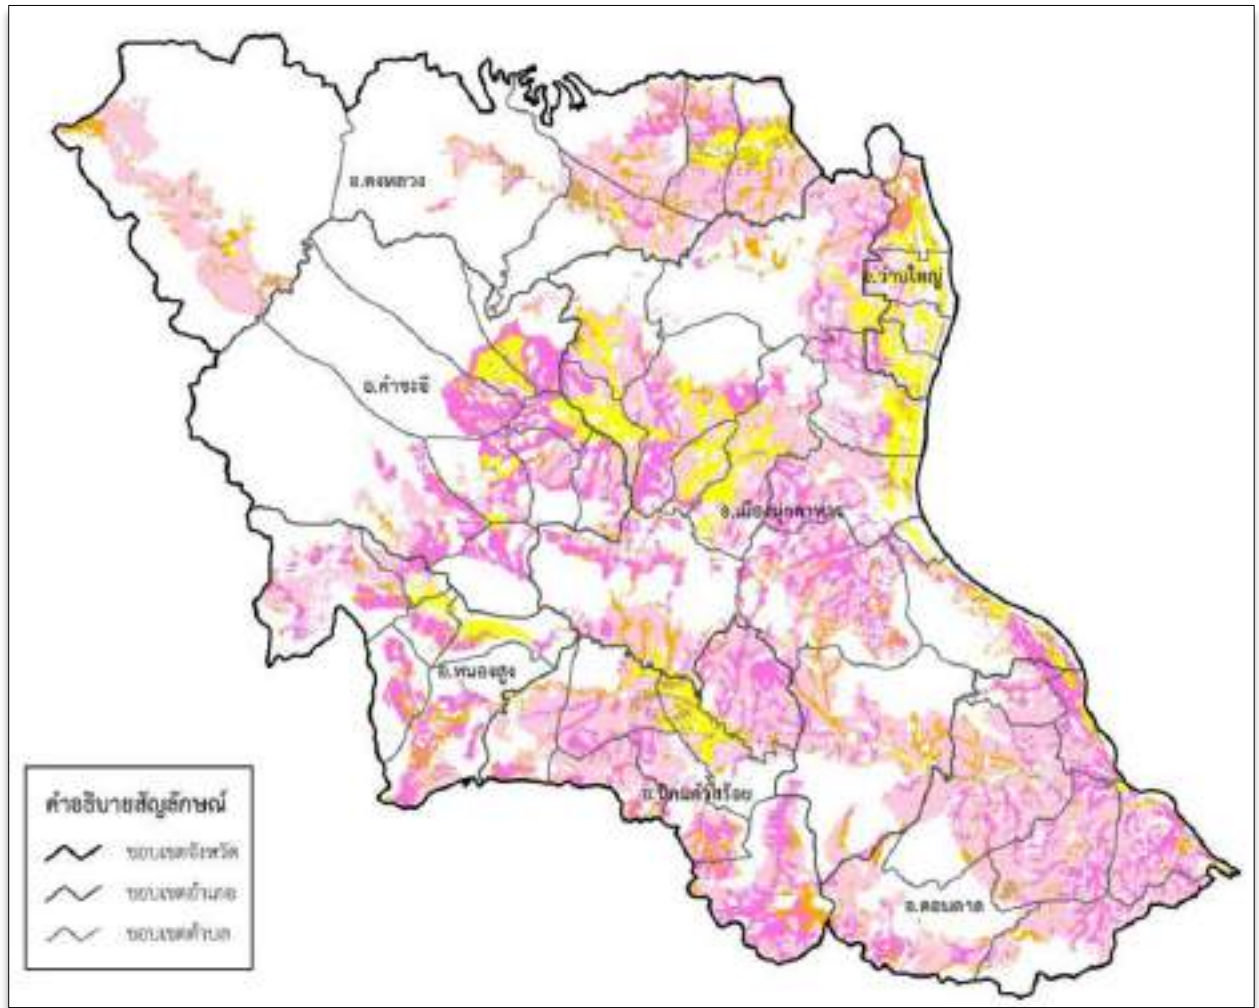 อ.ดงหลวง
อ.หว้านใหญ่
อ.คำชะอี
อ.เมืองมุกดาหาร
อ.หนองสูง
อ.นิคมคำสร้อย
อ.ดอนตาล
คำอธิบายสัญลักษณ์
ขอบเขตจังหวัด
ขอบเขตอำเภอ
ขอบเขตตำบล